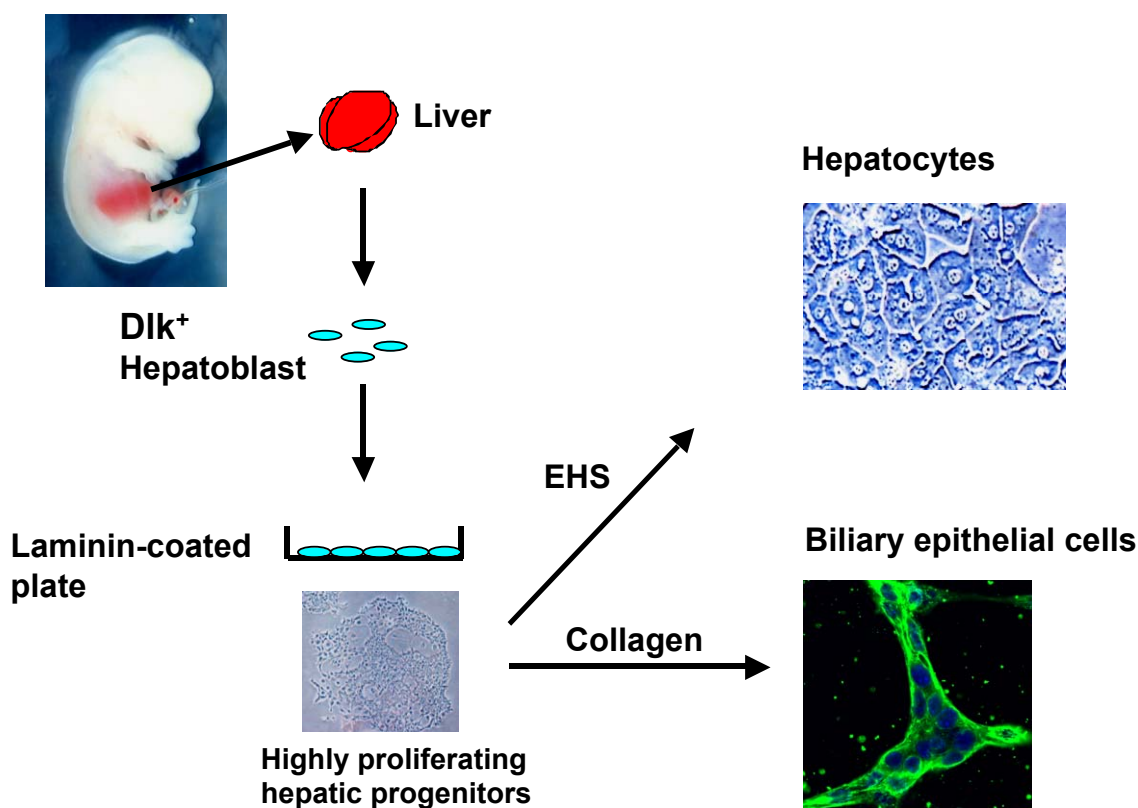 Liver
Hepatocytes
Dlk⁺
Hepatoblast
EHS
Laminin-coated
plate
Biliary epithelial cells
Collagen
Highly proliferating
hepatic progenitors